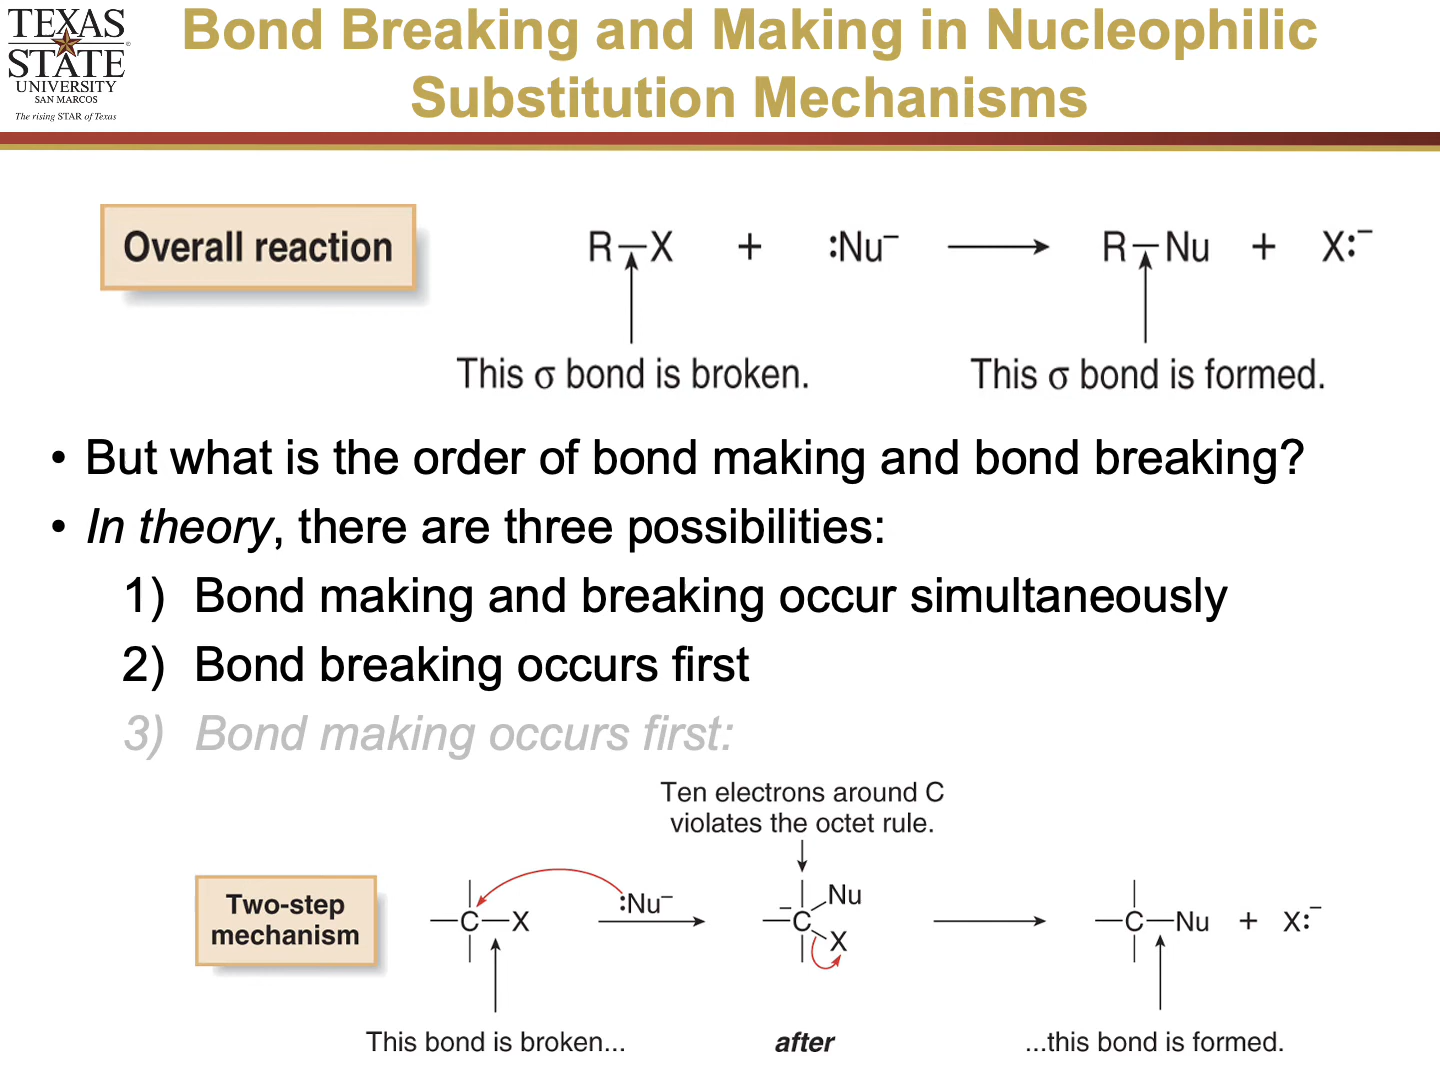 TEXAS
STATE
UNIVERSITY
SAN MARCOS
The rising STAR of Texas
Bond Breaking and Making in Nucleophilic
Substitution Mechanisms
Overall reaction
R–X + :Nu⁻ ⟶ R–Nu + X:⁻
This σ bond is broken. This σ bond is formed.
• But what is the order of bond making and bond breaking?
• In theory, there are three possibilities:
1) Bond making and breaking occur simultaneously
2) Bond breaking occurs first
3) Bond making occurs first:
Ten electrons around C
violates the octet rule.
Two-step
mechanism
C–X :Nu⁻ ⟶ ⁻C Nu X ⟶ C–Nu + X:⁻
This bond is broken... after ...this bond is formed.